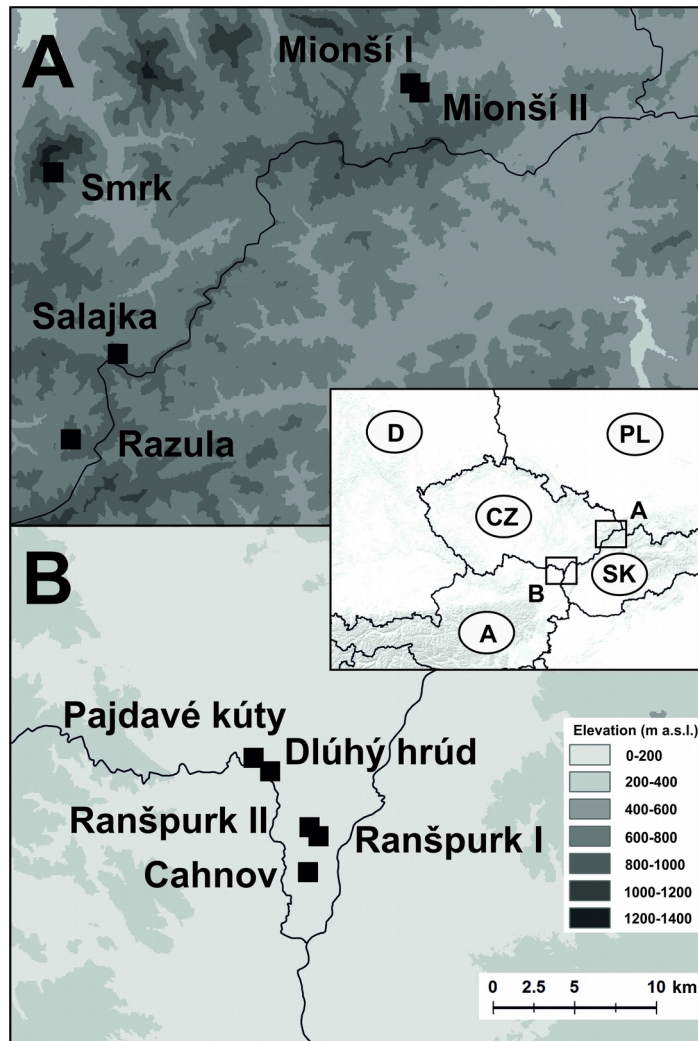 A
Mionší I
Mionší II
Smrk
Salajka
Razula
D
PL
CZ
A
SK
B
A
B
Pajdavé kúty
Dlúhý hrúd
Ranšpurk II
Ranšpurk I
Cahnov
Elevation (m a.s.l.)
0-200
200-400
400-600
600-800
800-1000
1000-1200
1200-1400
0 2.5 5 10 km